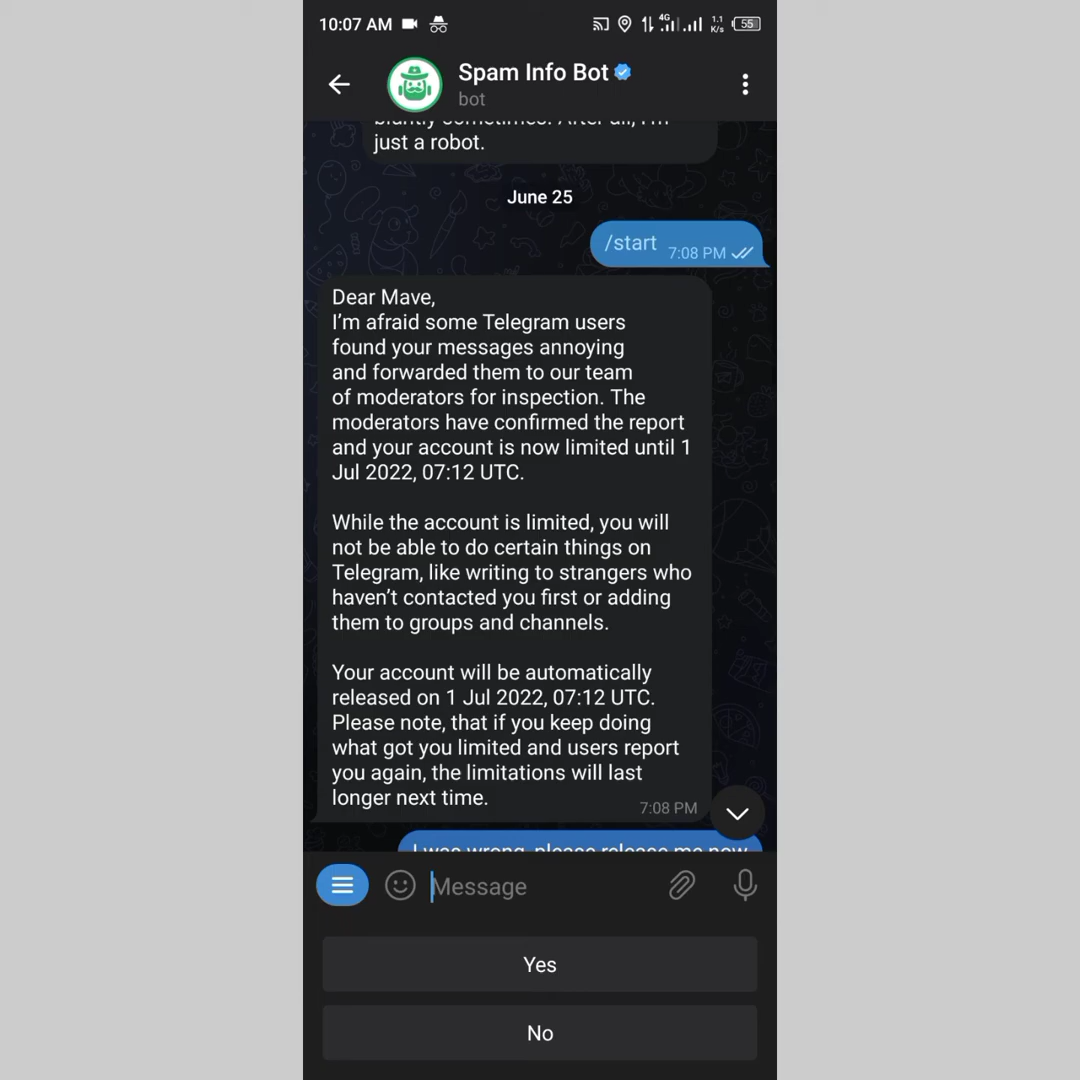 10:07 AM
4G
1.1
K/s
55
Spam Info Bot
bot
bluntly sometimes. After all, I'm
just a robot.
June 25
/start
7:08 PM
Dear Mave,
I’m afraid some Telegram users
found your messages annoying
and forwarded them to our team
of moderators for inspection. The
moderators have confirmed the report
and your account is now limited until 1
Jul 2022, 07:12 UTC.
While the account is limited, you will
not be able to do certain things on
Telegram, like writing to strangers who
haven’t contacted you first or adding
them to groups and channels.
Your account will be automatically
released on 1 Jul 2022, 07:12 UTC.
Please note, that if you keep doing
what got you limited and users report
you again, the limitations will last
longer next time.
7:08 PM
I was wrong, please release me now
Message
Yes
No